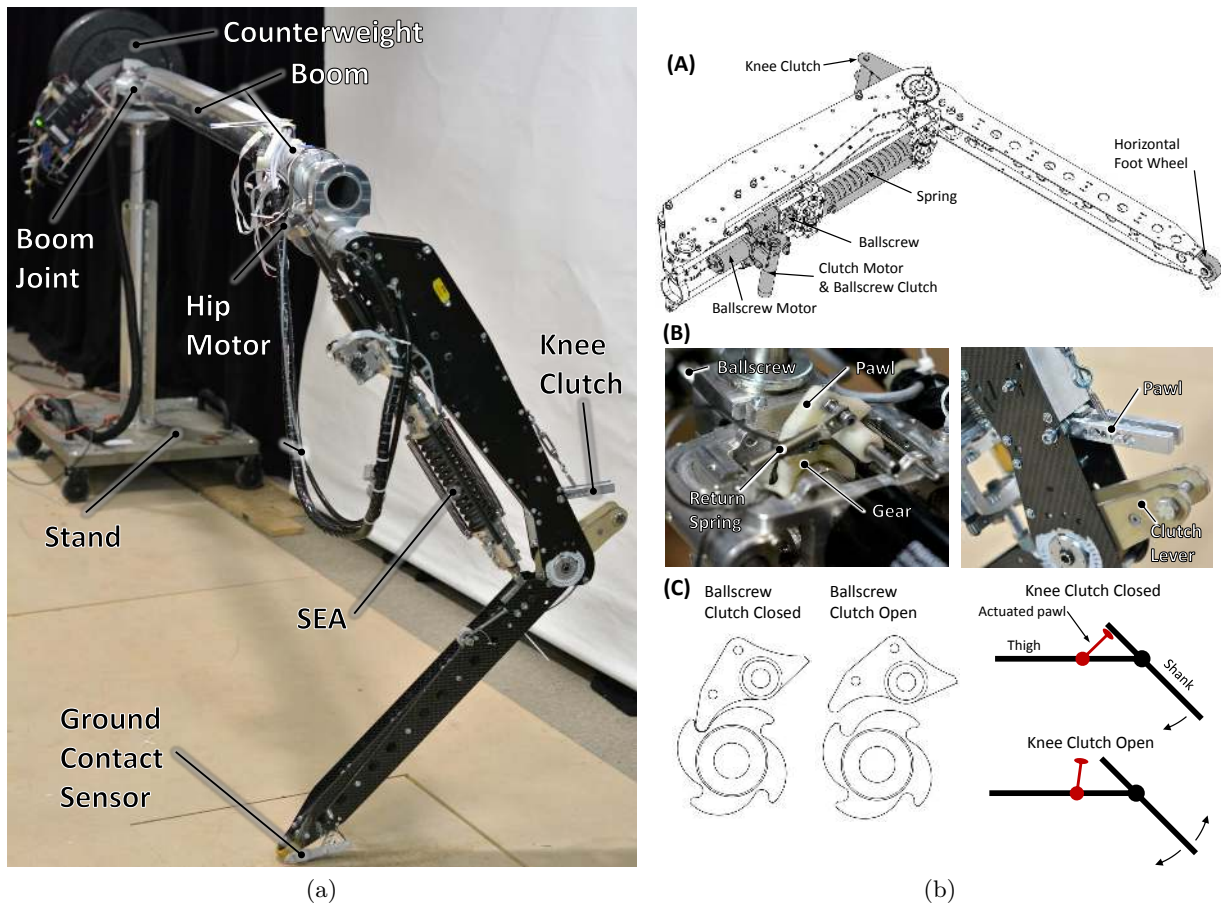 Counterweight
Boom
Boom
Joint
Hip
Motor
Knee
Clutch
Stand
SEA
Ground
Contact
Sensor
(a)
(A)
Knee Clutch
Horizontal
Foot Wheel
Spring
Ballscrew
Clutch Motor
& Ballscrew Clutch
Ballscrew Motor
(B)
Ballscrew
Pawl
Return
Spring
Gear
Pawl
Clutch
Lever
(C)
Ballscrew
Clutch Closed
Ballscrew
Clutch Open
Knee Clutch Closed
Actuated pawl
Thigh
Shank
Knee Clutch Open
(b)